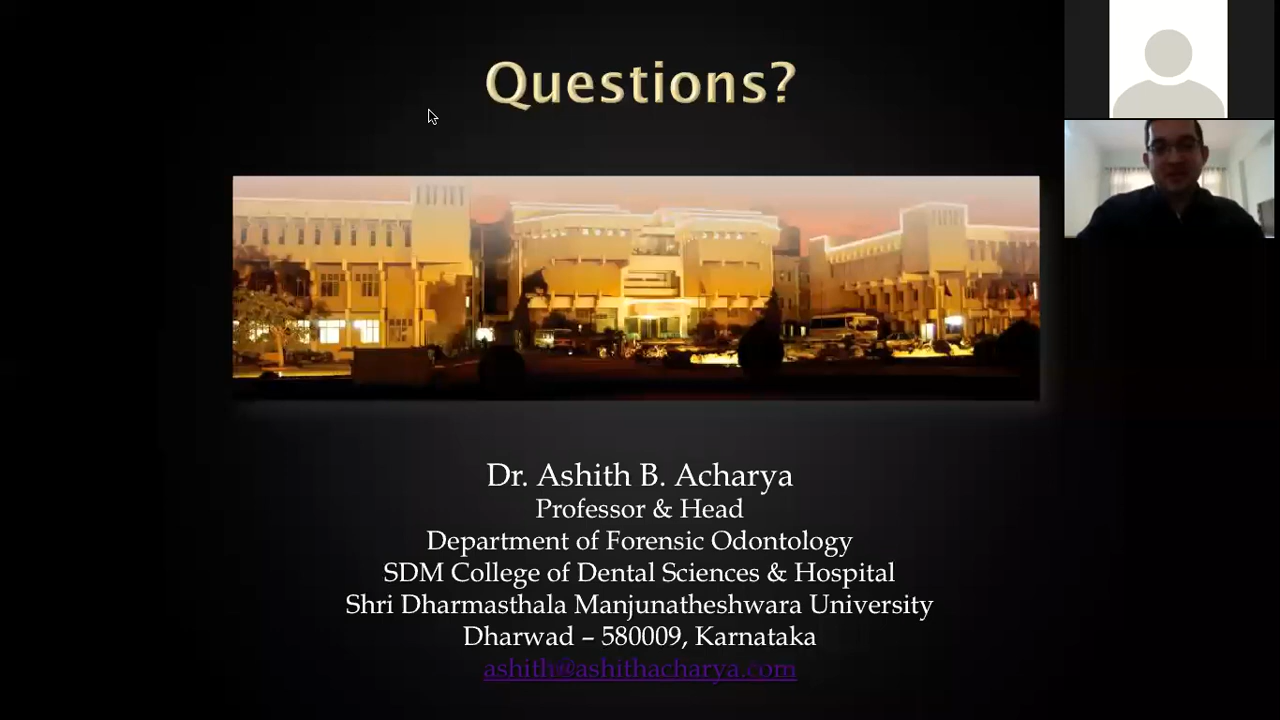 Questions?
Dr. Ashith B. Acharya
Professor & Head
Department of Forensic Odontology
SDM College of Dental Sciences & Hospital
Shri Dharmasthala Manjunatheshwara University
Dharwad – 580009, Karnataka
ashith@ashithacharya.com